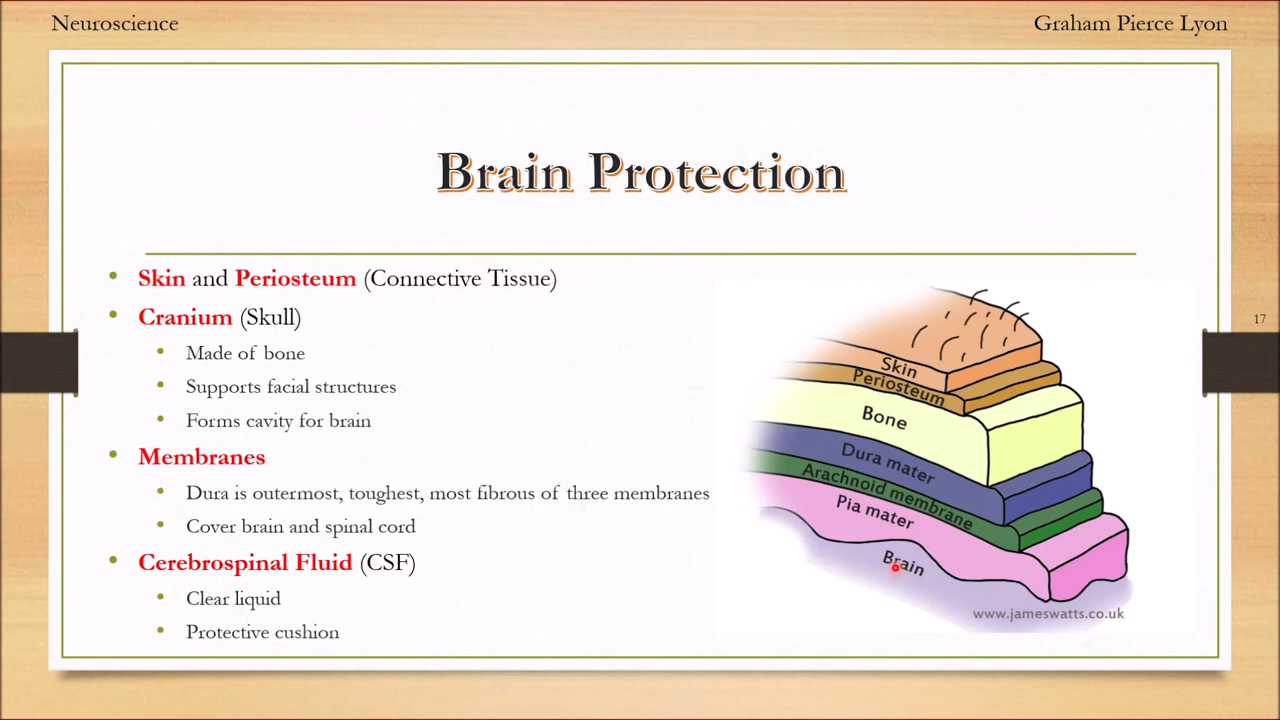 Neuroscience
Graham Pierce Lyon
Brain Protection
17
• Skin and Periosteum (Connective Tissue)
• Cranium (Skull)
• Made of bone
• Supports facial structures
• Forms cavity for brain
• Membranes
• Dura is outermost, toughest, most fibrous of three membranes
• Cover brain and spinal cord
• Cerebrospinal Fluid (CSF)
• Clear liquid
• Protective cushion
Skin
Periosteum
Bone
Dura mater
Arachnoid membrane
Pia mater
Brain
www.jameswatts.co.uk